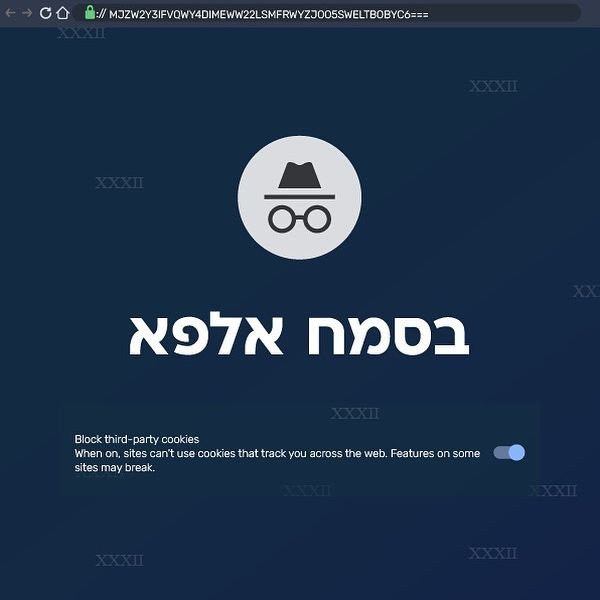 :// MJZW2Y3IFVQWY4DIMEWW22LSMFRWYZJOO5SWELTBOBYC6===
XXXII
XXXII
XXXII
XXXII
בסמח אלפא
XXXII
Block third-party cookies
When on, sites can't use cookies that track you across the web. Features on some
sites may break.
XXXII
XXXII
XXXII
XXXII